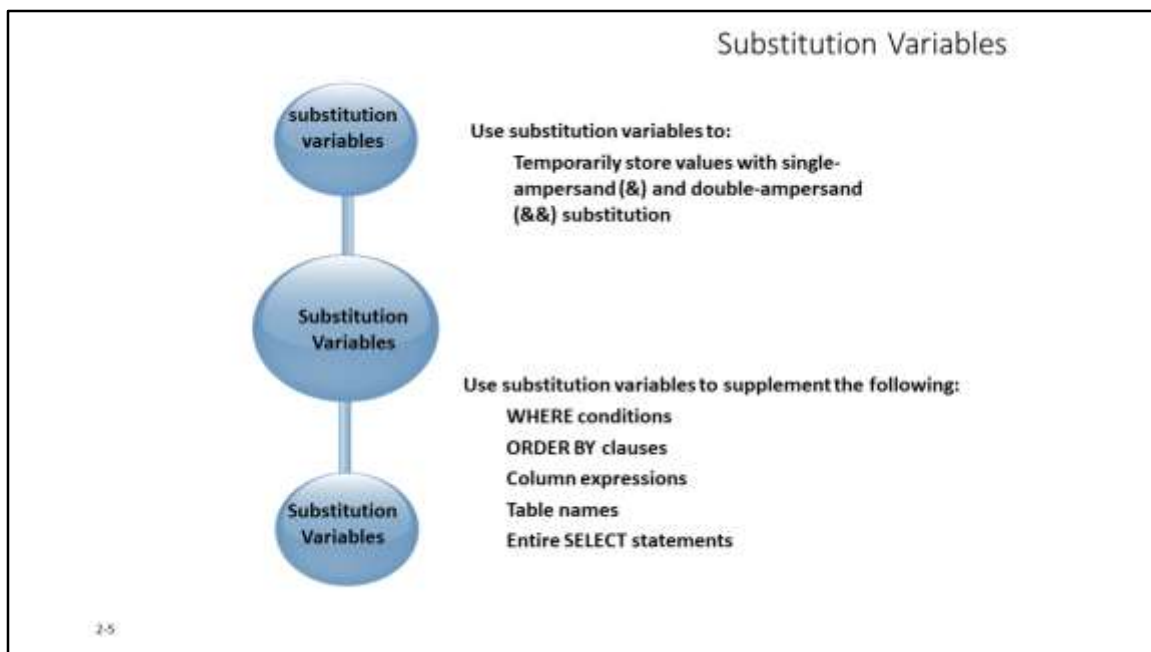 Substitution Variables
substitution
variables
Use substitution variables to:
Temporarily store values with single-
ampersand (&) and double-ampersand
(&&) substitution
Substitution
Variables
Use substitution variables to supplement the following:
WHERE conditions
ORDER BY clauses
Column expressions
Table names
Entire SELECT statements
Substitution
Variables
2-5